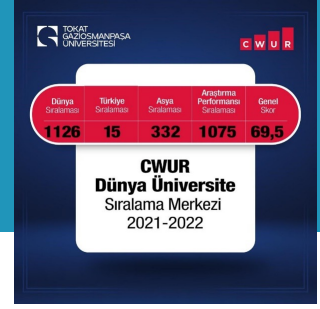 TOKAT
GAZİOSMANPAŞA
ÜNİVERSİTESİ
CWUR
Dünya Sıralaması
1126
Türkiye Sıralaması
15
Asya Sıralaması
332
Araştırma Performansı Sıralaması
1075
Genel Skor
69,5
CWUR
Dünya Üniversite
Sıralama Merkezi
2021-2022